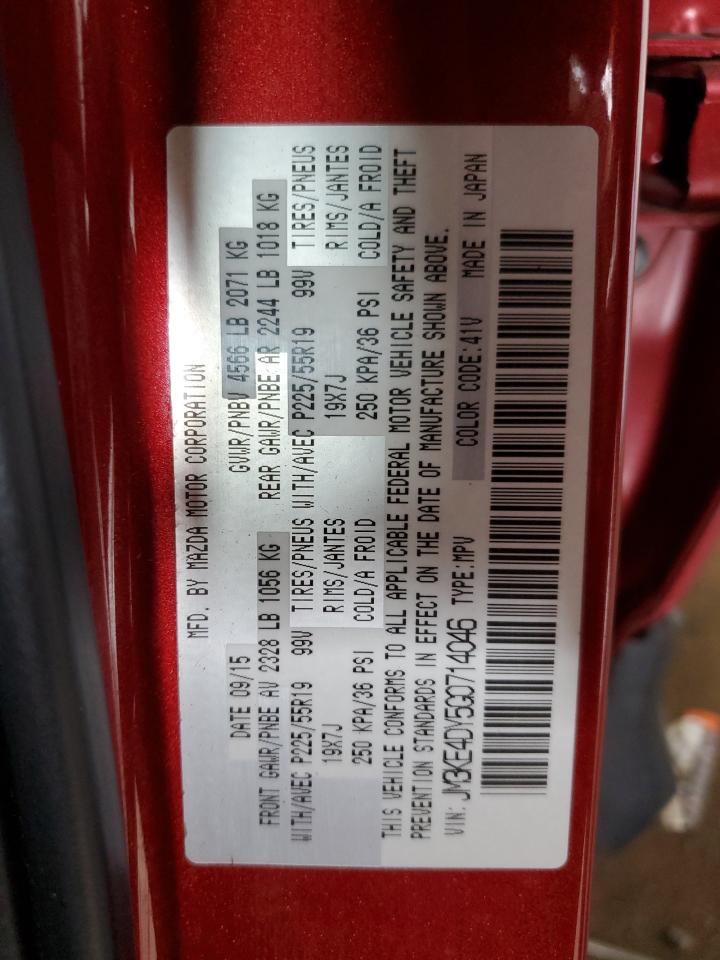 MFD. BY MAZDA MOTOR CORPORATION
DATE 09/15 GVWR/PNBV 4566 LB 2071 KG
FRONT GAWR/PNBE AV 2328 LB 1056 KG REAR GAWR/PNBE AR 2244 LB 1018 KG
WITH/AVEC P225/55R19 99V TIRES/PNEUS WITH/AVEC P225/55R19 99V TIRES/PNEUS
19X7J RIMS/JANTES 19X7J RIMS/JANTES
250 KPA/36 PSI COLD/A FROID 250 KPA/36 PSI COLD/A FROID
THIS VEHICLE CONFORMS TO ALL APPLICABLE FEDERAL MOTOR VEHICLE SAFETY AND THEFT
PREVENTION STANDARDS IN EFFECT ON THE DATE OF MANUFACTURE SHOWN ABOVE.
VIN: JM3KE4DY5G0714046 TYPE:MPV COLOR CODE:41V MADE IN JAPAN